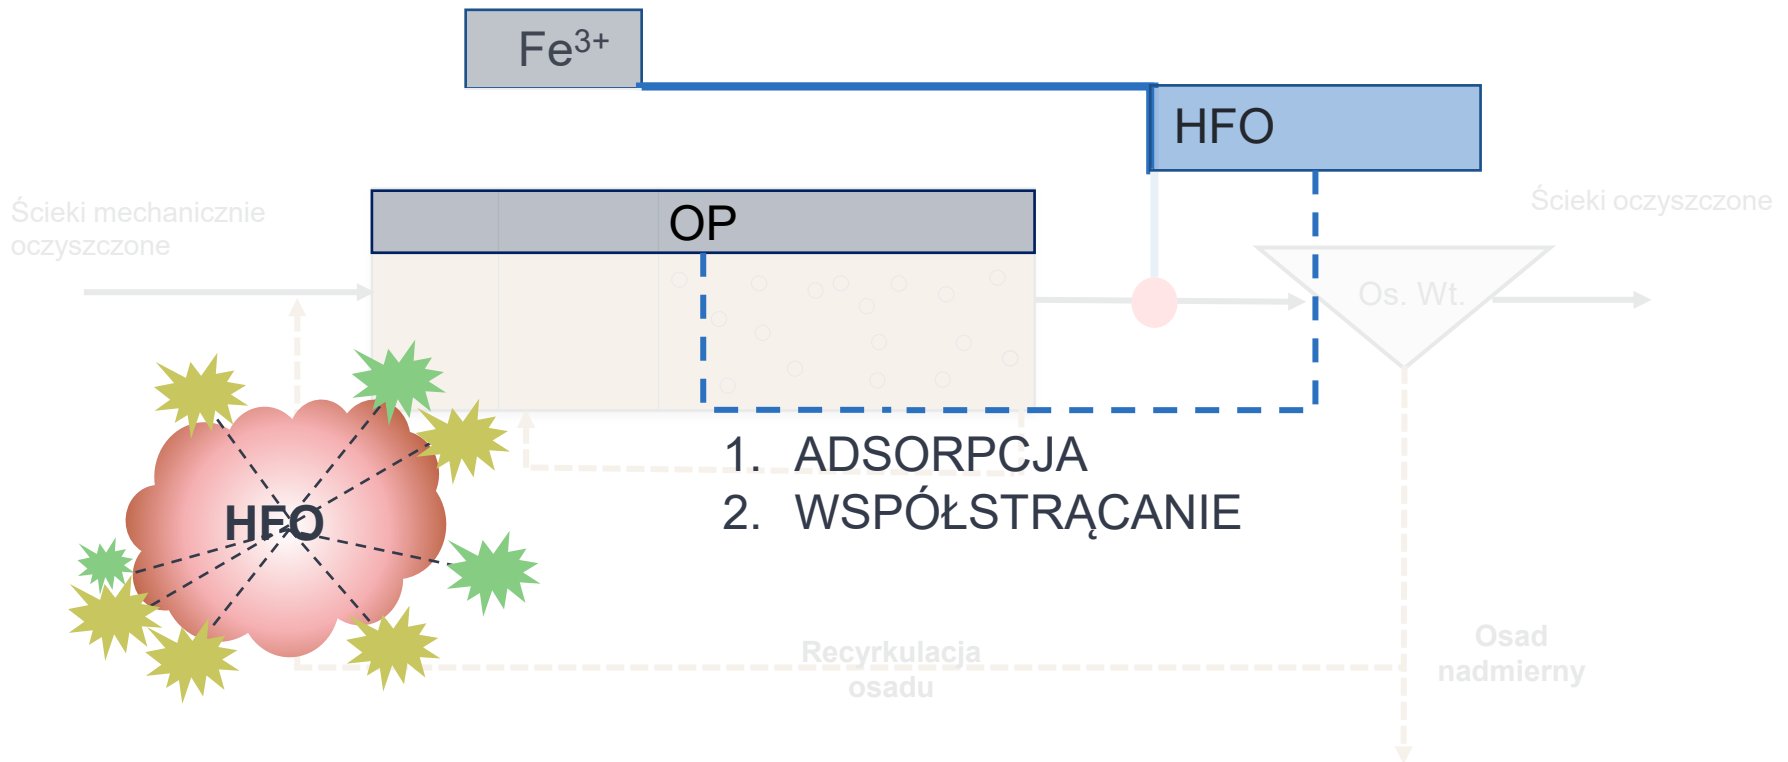 Fe³⁺
HFO
Ścieki mechanicznie
oczyszczone
OP
Ścieki oczyszczone
Os. Wt.
1. ADSORPCJA
2. WSPÓŁSTRĄCANIE
HFO
Recyrkulacja
osadu
Osad
nadmierny